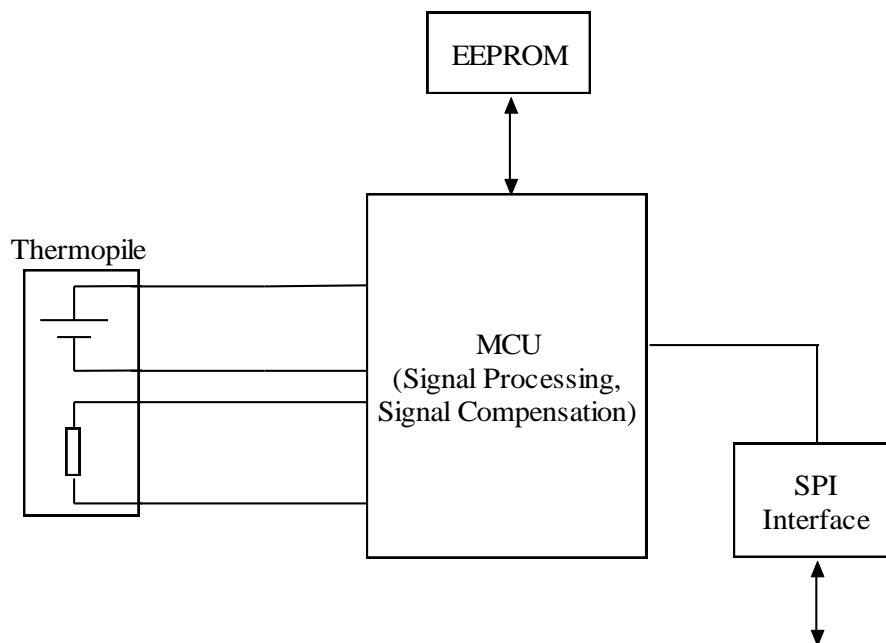 EEPROM
Thermopile
MCU
(Signal Processing,
Signal Compensation)
SPI
Interface